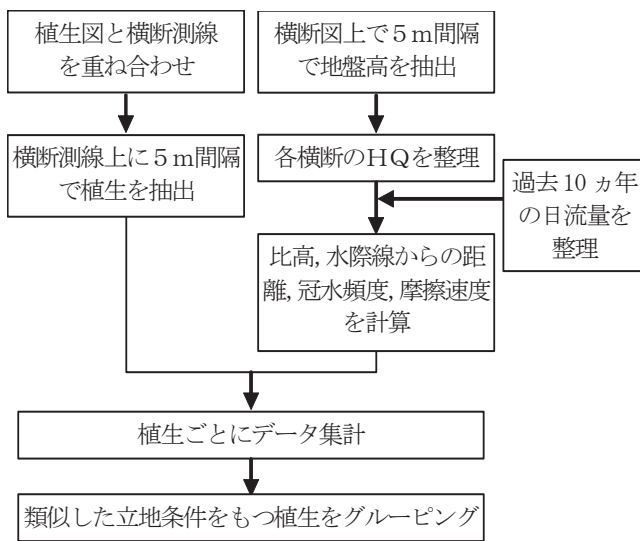 植生図と横断測線
を重ね合わせ
横断図上で５ｍ間隔
で地盤高を抽出
横断測線上に５ｍ間隔
で植生を抽出
各横断のＨＱを整理
過去 10 ヵ年
の日流量を
整理
比高, 水際線からの距
離, 冠水頻度, 摩擦速度
を計算
植生ごとにデータ集計
類似した立地条件をもつ植生をグルーピング